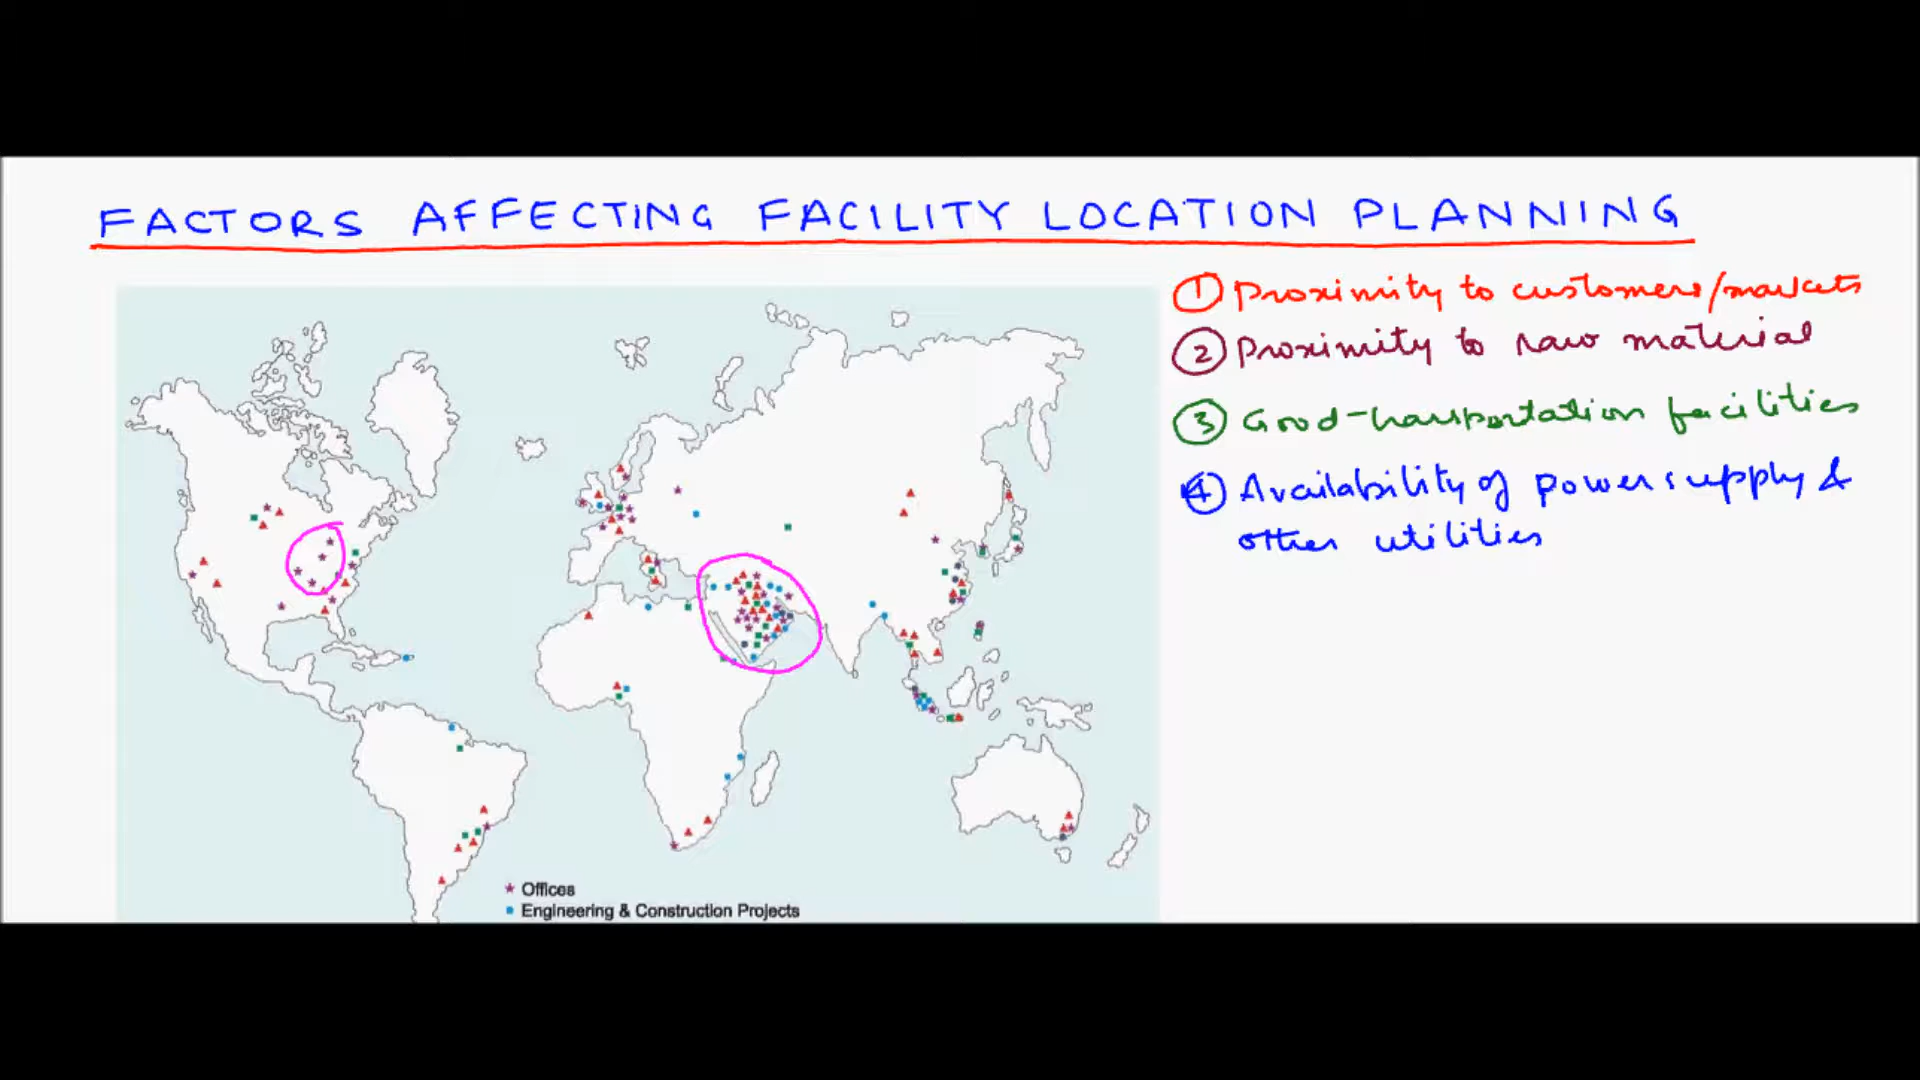 FACTORS AFFECTING FACILITY LOCATION PLANNING
① Proximity to customers/markets
② Proximity to raw material
③ Good-transportation facilities
④ Availability of power supply &
other utilities
Offices
Engineering & Construction Projects